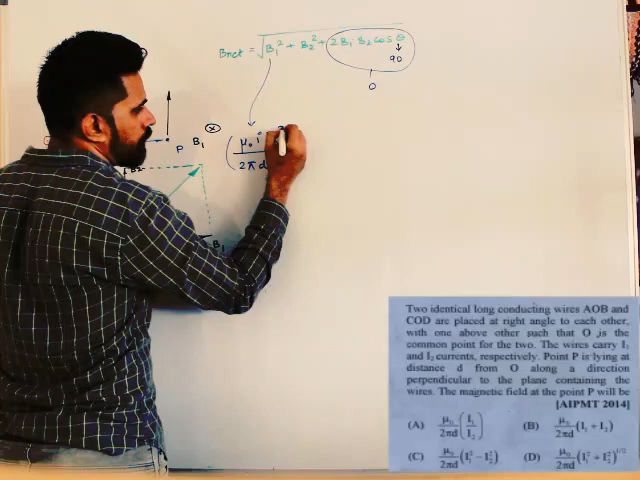 Bnet = √B₁² + B₂² + 2B₁ B₂ cos θ
90
0
P B₁ ⊗
(μ₀ i
2πd
B₂
B₁
Two identical long conducting wires AOB and
COD are placed at right angle to each other,
with one above other such that O is the
common point for the two. The wires carry I₁
and I₂ currents, respectively. Point P is lying at
distance d from O along a direction
perpendicular to the plane containing the
wires. The magnetic field at the point P will be
[AIPMT 2014]
(A) μ₀/2πd (I₁/I₂) (B) μ₀/2πd (I₁ + I₂)
(C) μ₀/2πd (I₁² − I₂²) (D) μ₀/2πd (I₁² + I₂²)^1/2